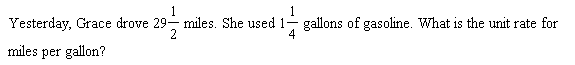 Yesterday, Grace drove 29 1/2 miles. She used 1 1/4 gallons of gasoline. What is the unit rate for
miles per gallon?